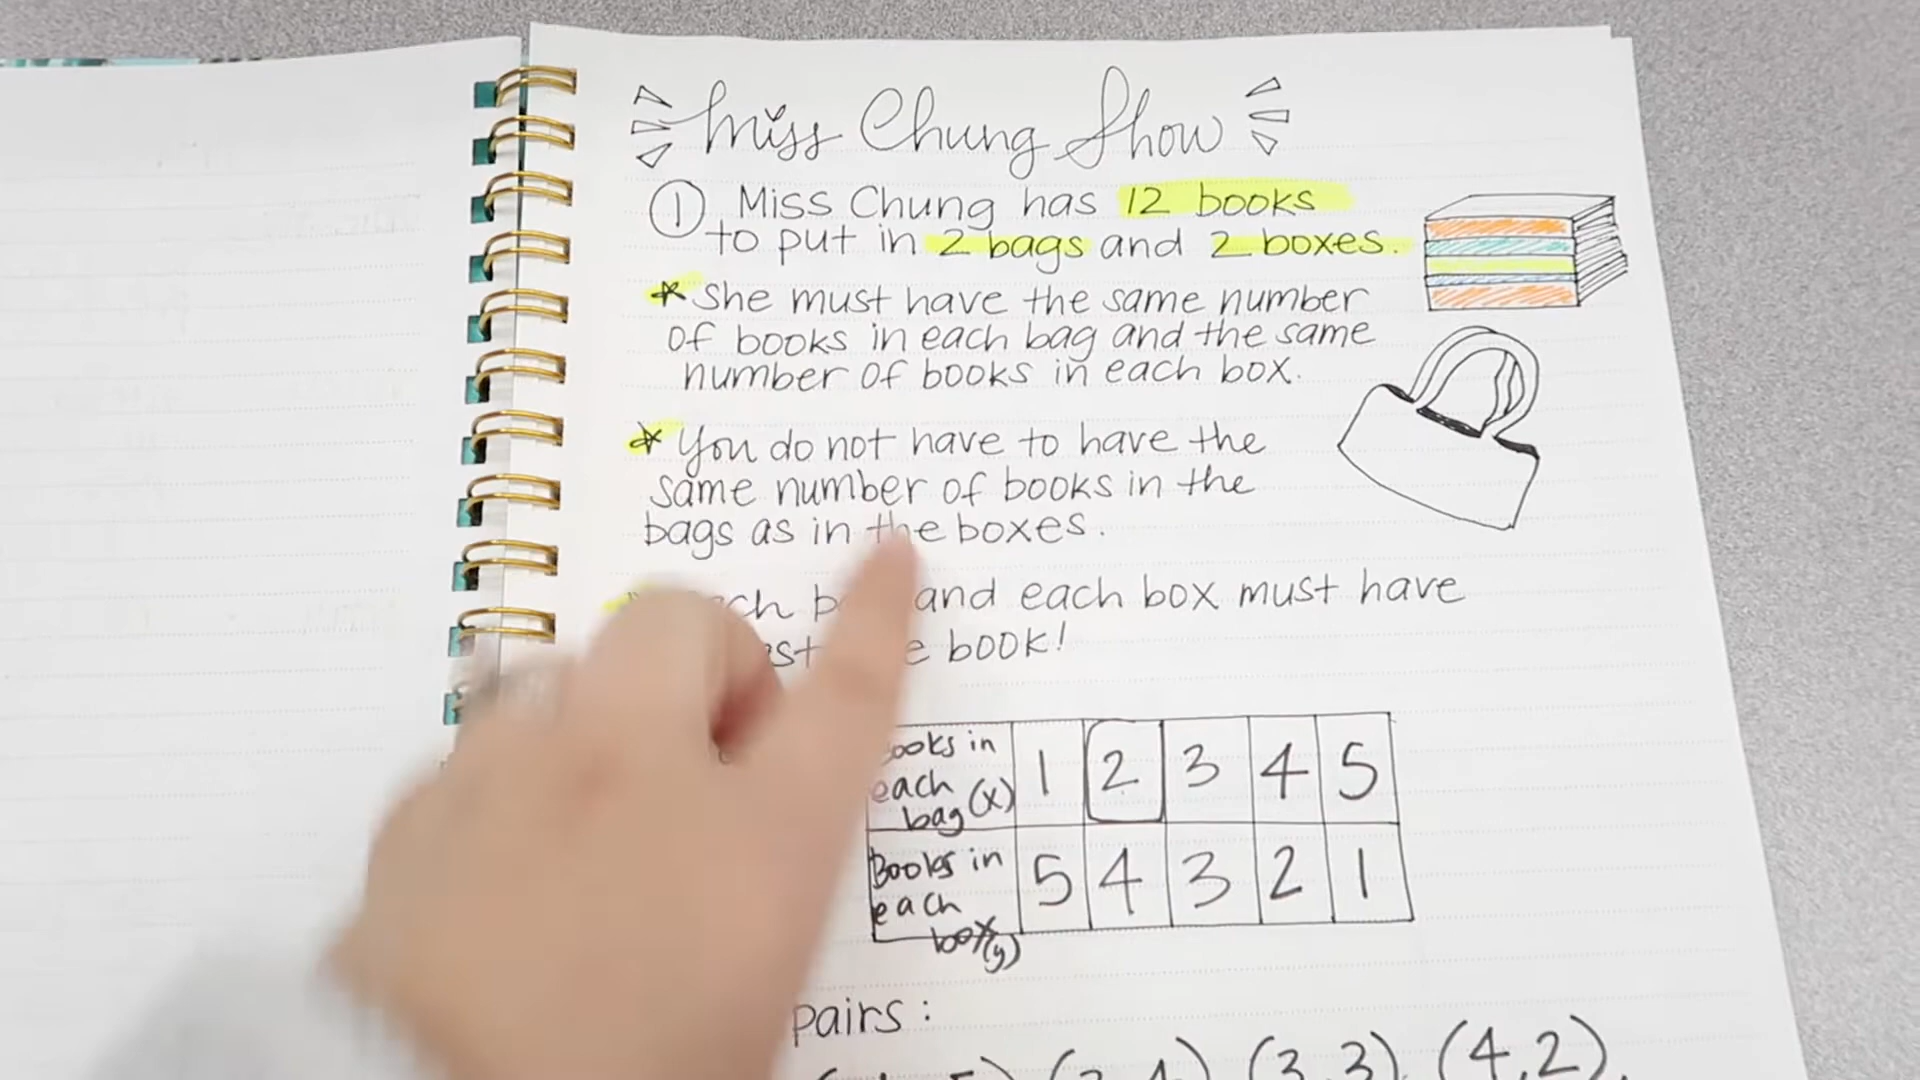 Miss Chung Show
① Miss Chung has 12 books
to put in 2 bags and 2 boxes.
* She must have the same number
of books in each bag and the same
number of books in each box.
* You do not have to have the
same number of books in the
bags as in the boxes.
and each box must have
book!
books in each bag (x) 1 2 3 4 5
Books in each box (y) 5 4 3 2 1
pairs:
(3,3), (4,2),